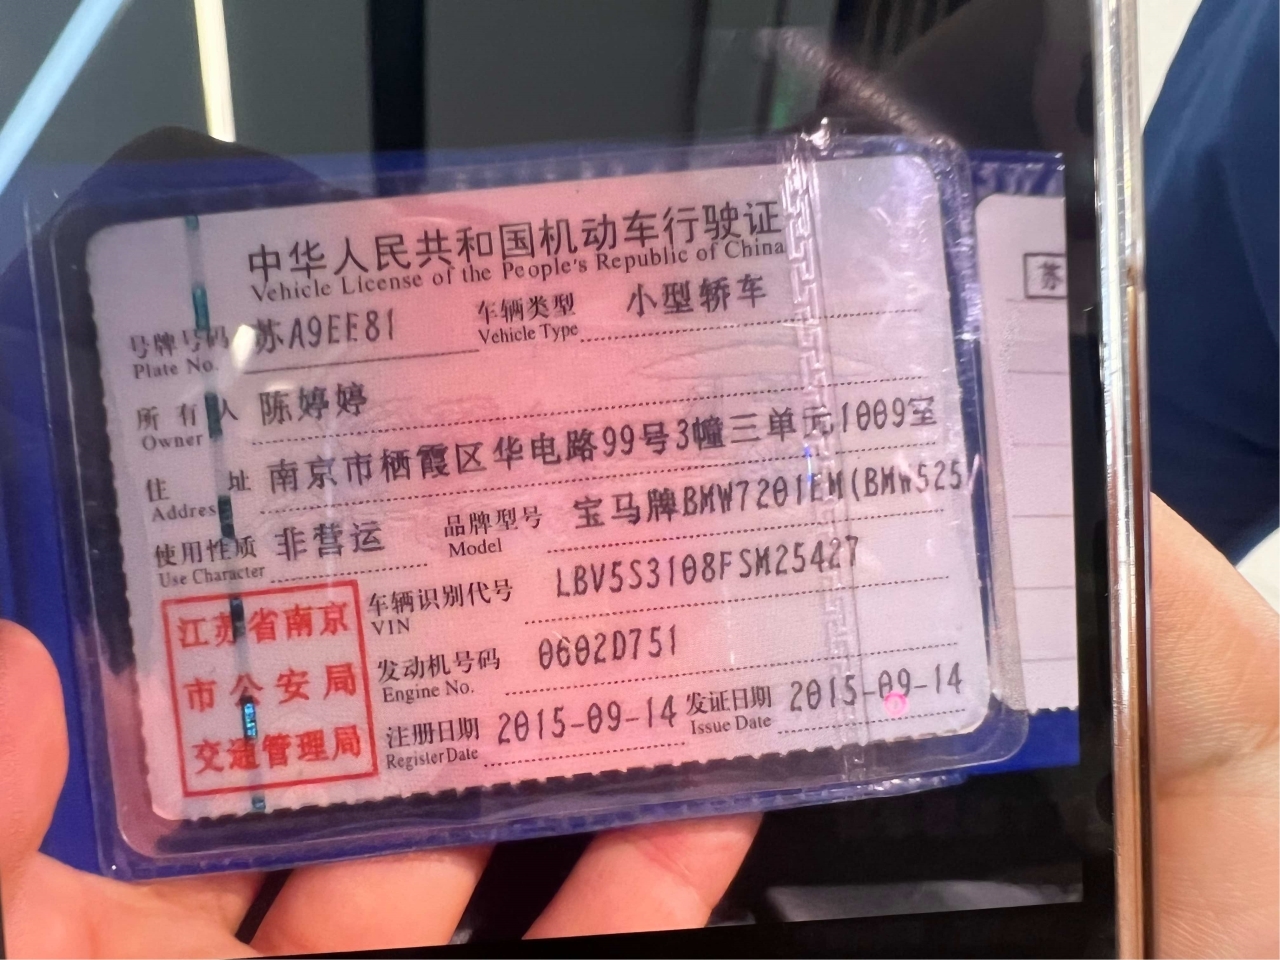 中华人民共和国机动车行驶证
Vehicle License of the People's Republic of China
号牌号码 苏A9EE81 车辆类型 小型轿车
Plate No. Vehicle Type
所有人 陈婷婷
Owner
住址 南京市栖霞区华电路99号3幢三单元1009室
Address
使用性质 非营运 品牌型号 宝马牌BMW7201EM(BMW525
Use Character Model
车辆识别代号 LBV5S3108FSM25427
VIN
发动机号码 0602D751
Engine No.
注册日期 2015-09-14 发证日期 2015-09-14
Register Date Issue Date
江苏省南京
市公安局
交通管理局
苏